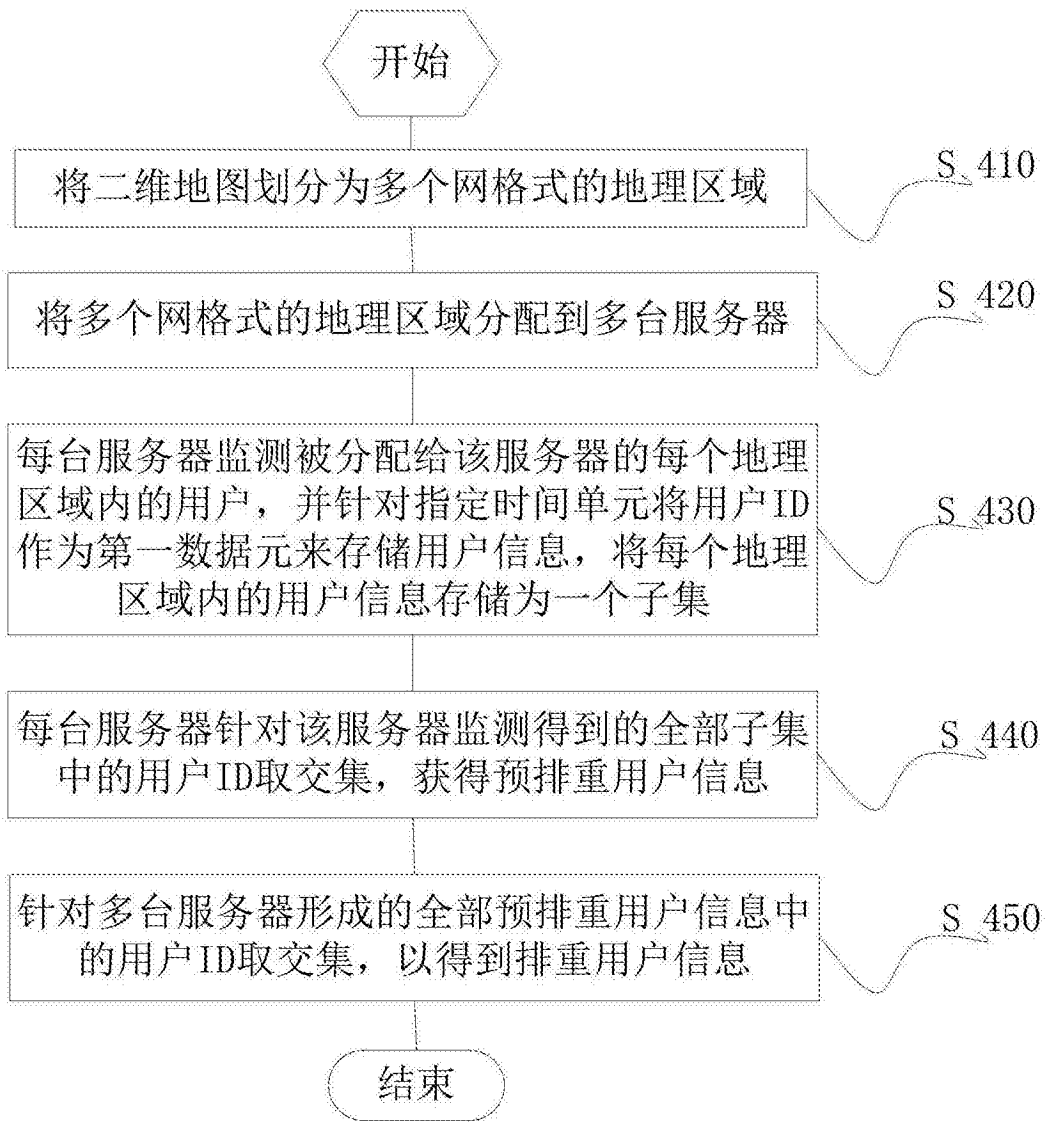 开始
将二维地图划分为多个网格式的地理区域
S 410
将多个网格式的地理区域分配到多台服务器
S 420
每台服务器监测被分配给该服务器的每个地理
区域内的用户，并针对指定时间单元将用户ID
作为第一数据元来存储用户信息，将每个地理
区域内的用户信息存储为一个子集
S 430
每台服务器针对该服务器监测得到的全部子集
中的用户ID取交集，获得预排重用户信息
S 440
针对多台服务器形成的全部预排重用户信息中
的用户ID取交集，以得到排重用户信息
S 450
结束